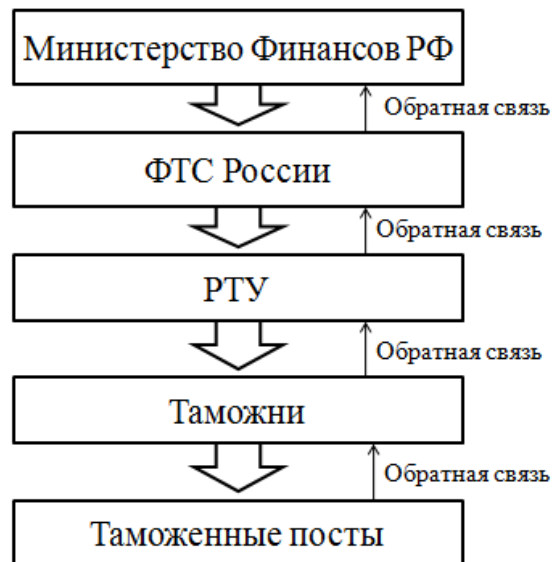 Министерство Финансов РФ
Обратная связь
ФТС России
Обратная связь
РТУ
Обратная связь
Таможни
Обратная связь
Таможенные посты